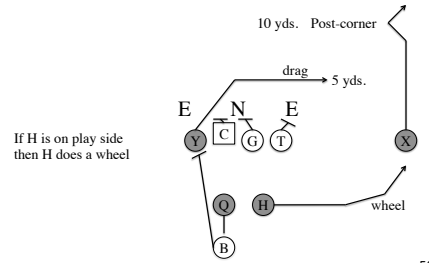 10 yds. Post-corner
drag
5 yds.
E N E
Y C G T X
If H is on play side
then H does a wheel
Q H
wheel
B